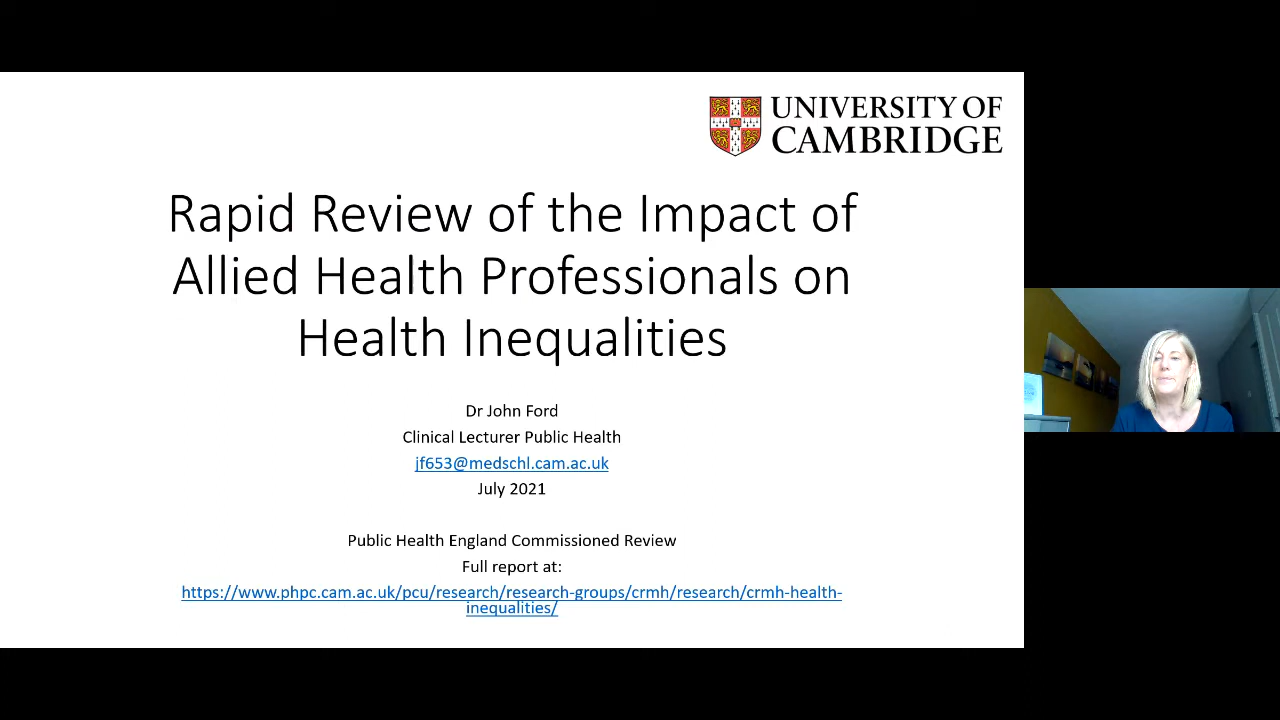 UNIVERSITY OF
CAMBRIDGE
Rapid Review of the Impact of
Allied Health Professionals on
Health Inequalities
Dr John Ford
Clinical Lecturer Public Health
jf653@medschl.cam.ac.uk
July 2021
Public Health England Commissioned Review
Full report at:
https://www.phpc.cam.ac.uk/pcu/research/research-groups/crmh/research/crmh-health-
inequalities/